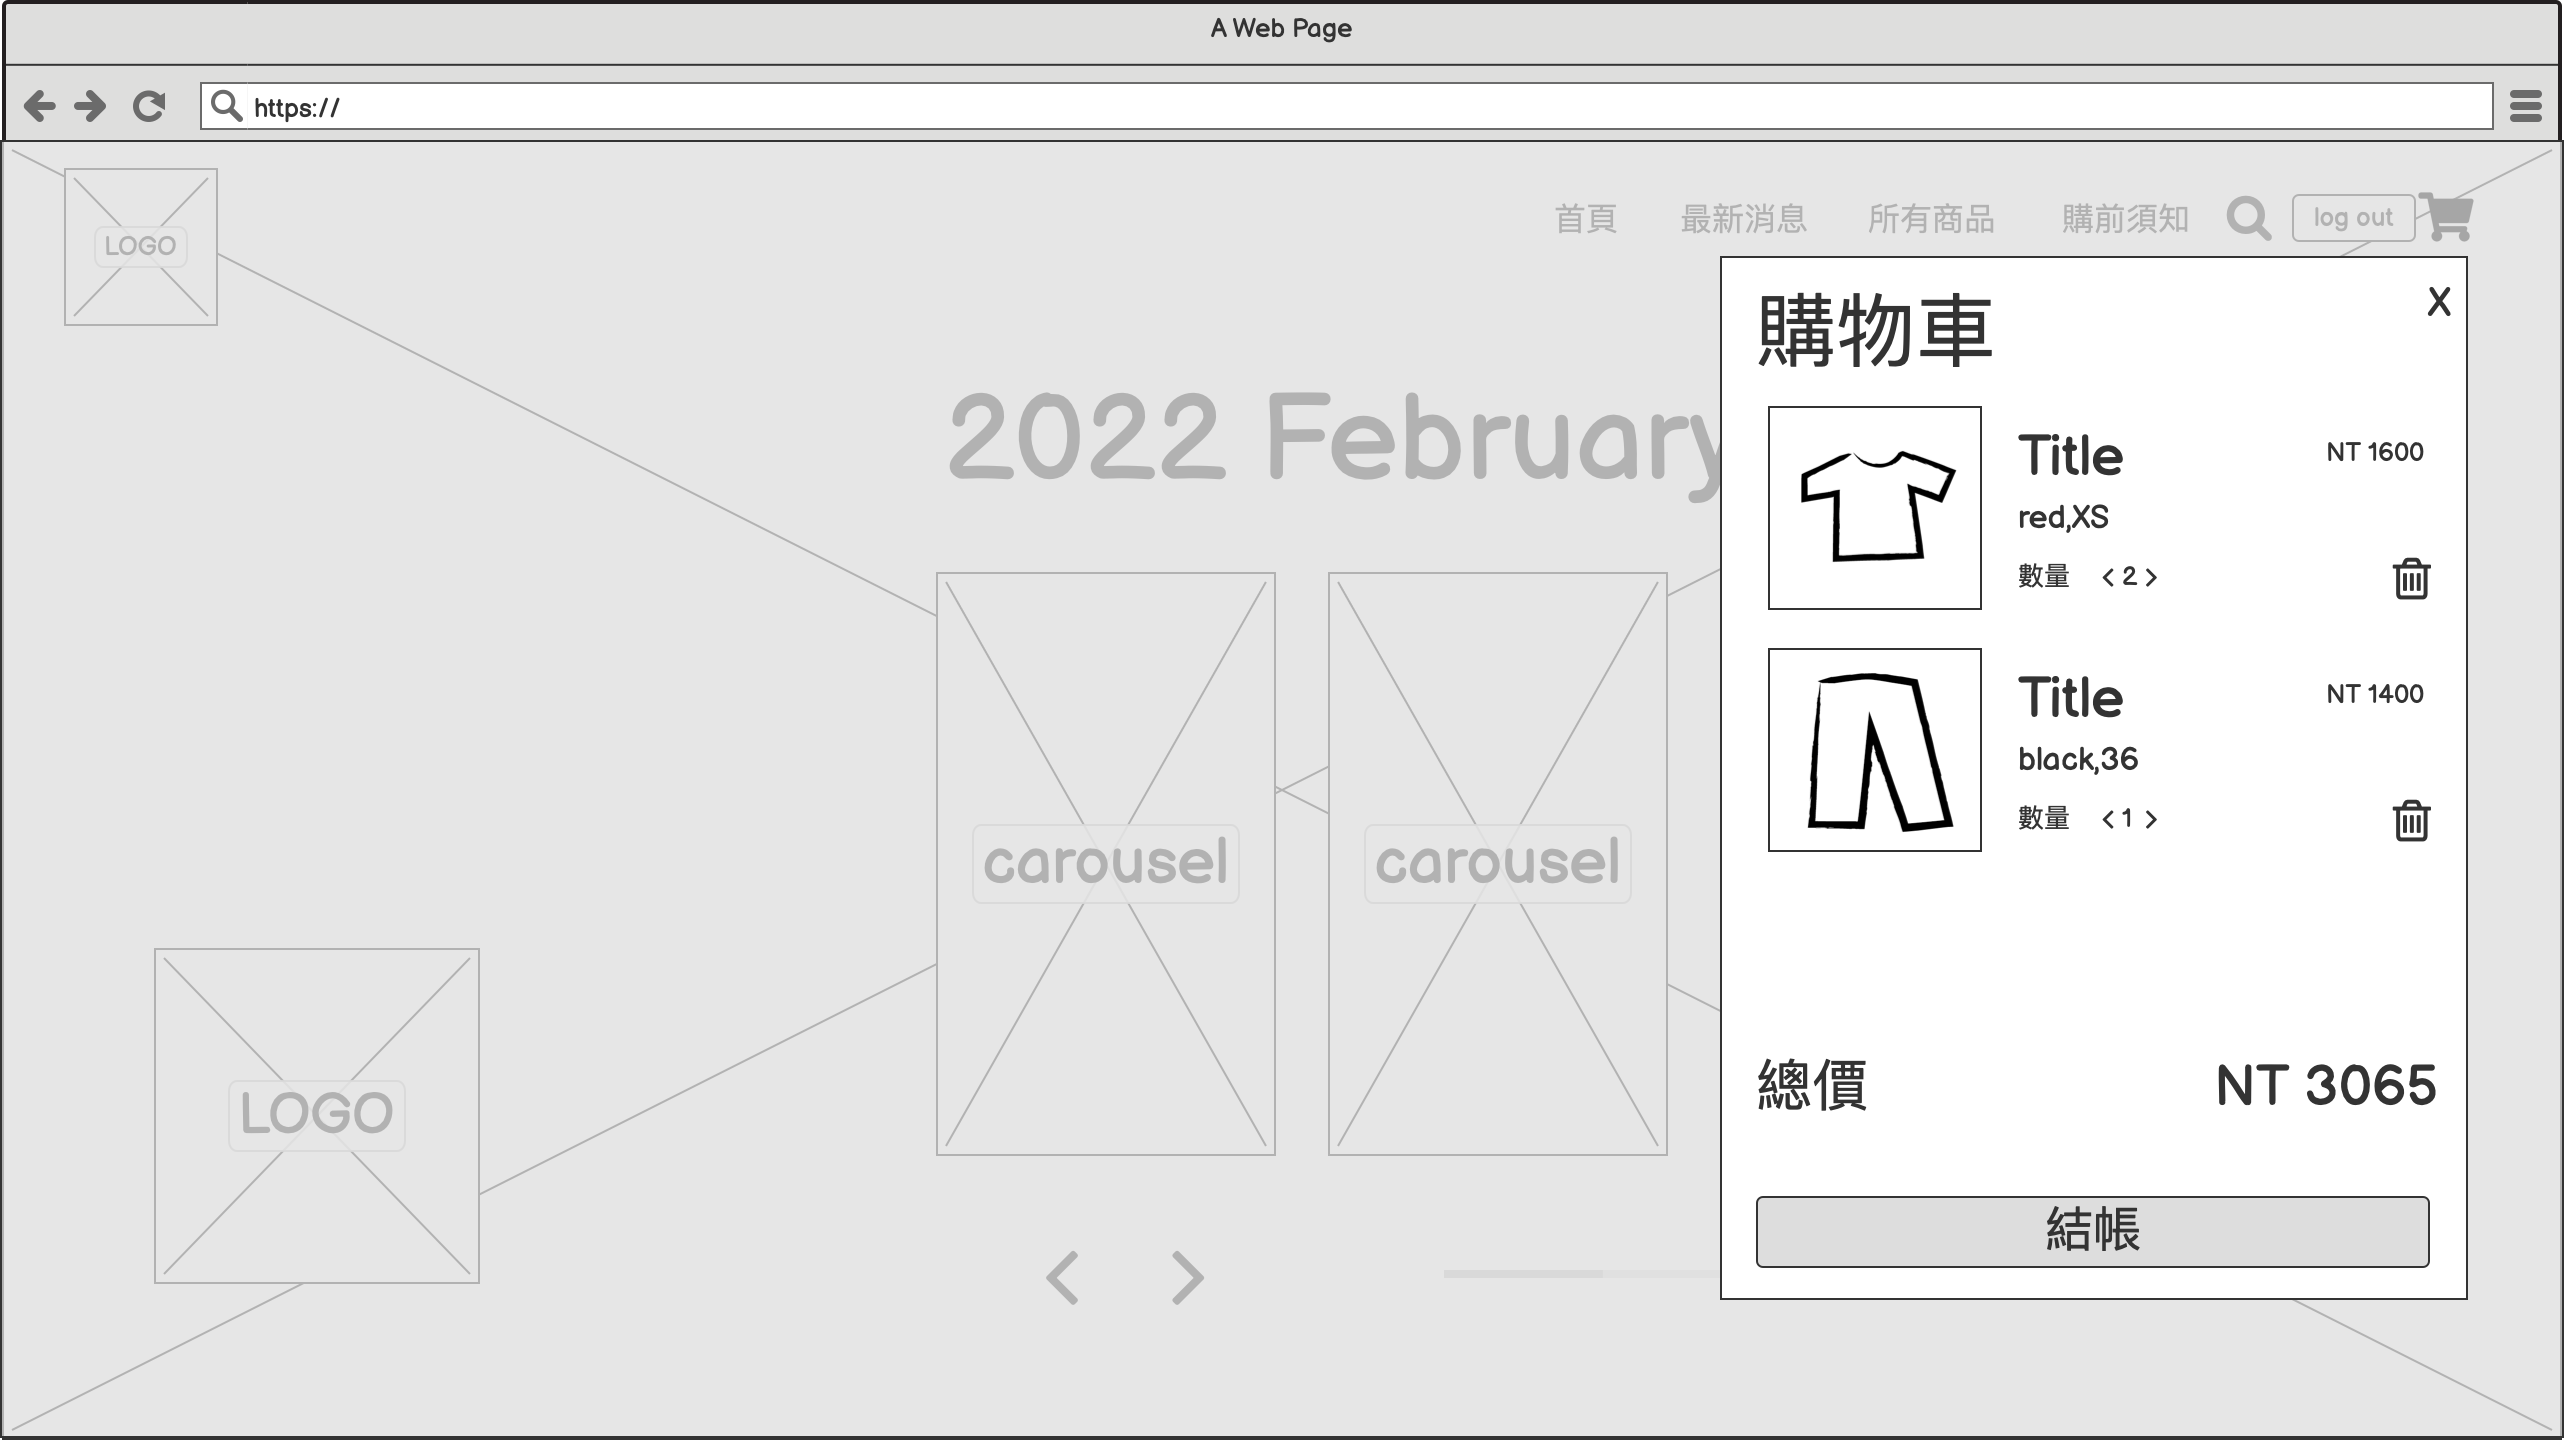 A Web Page
https://
LOGO
首頁 最新消息 所有商品 購前須知 log out
購物車 X
2022 February
Title NT 1600
red,XS
數量 < 2 >
Title NT 1400
black,36
數量 < 1 >
carousel carousel
LOGO
總價 NT 3065
結帳